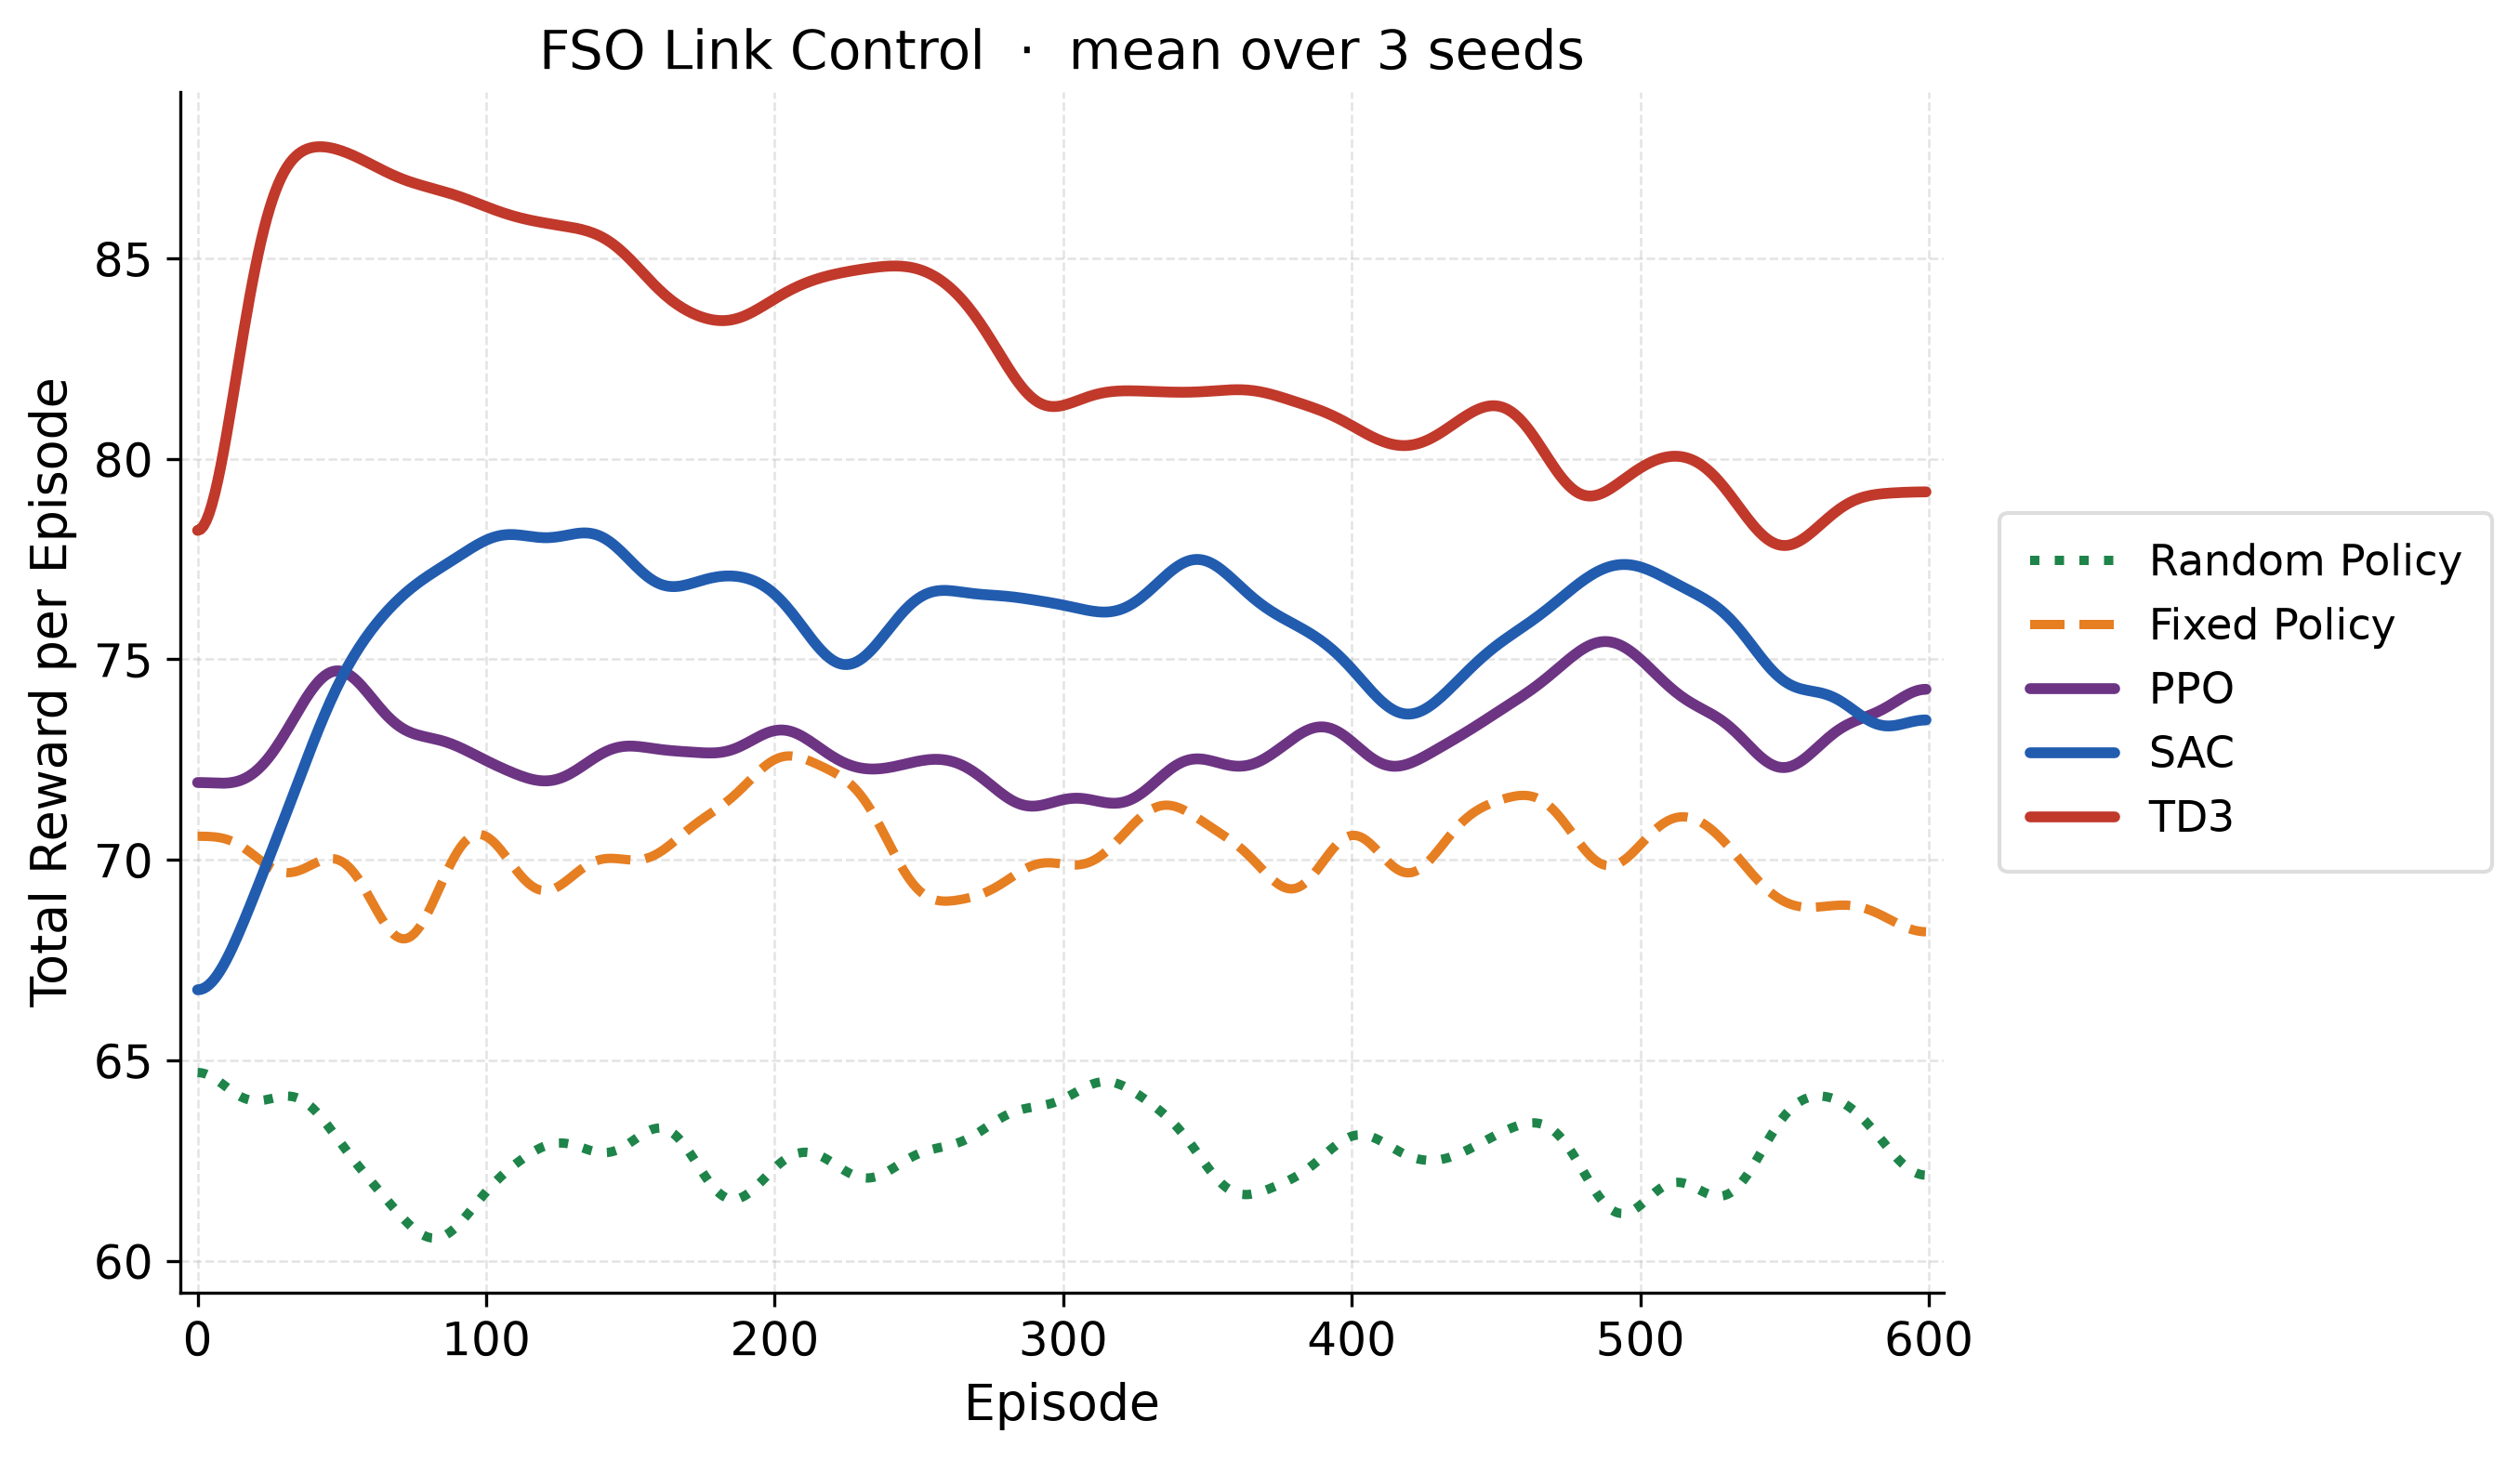 FSO Link Control · mean over 3 seeds
Total Reward per Episode
85
80
75
70
65
60
0 100 200 300 400 500 600
Episode
Random Policy
Fixed Policy
PPO
SAC
TD3